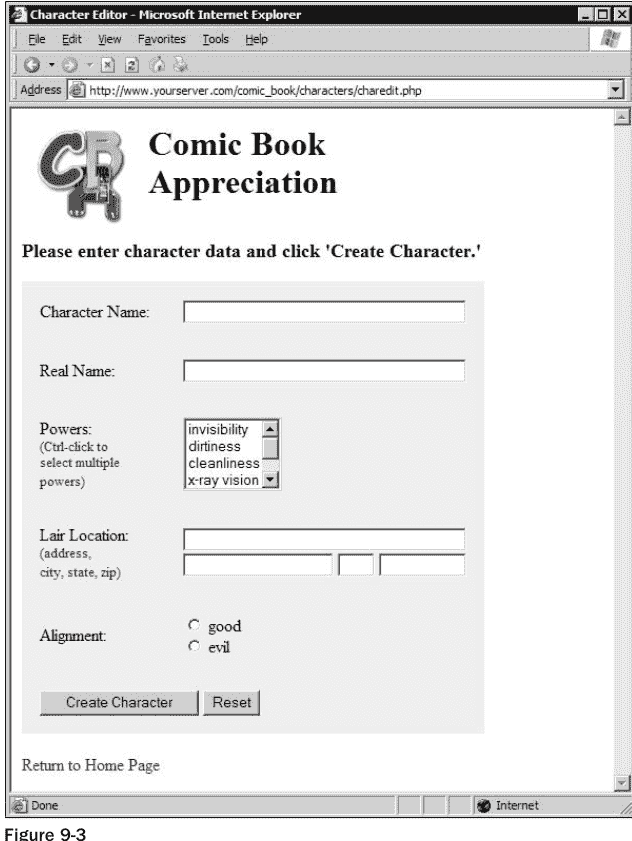 Character Editor - Microsoft Internet Explorer
File Edit View Favorites Tools Help
Address http://www.yourserver.com/comic_book/characters/charedit.php
CBA
Comic Book
Appreciation
Please enter character data and click 'Create Character.'
Character Name:
Real Name:
Powers:
(Ctrl-click to
select multiple
powers)
invisibility
dirtiness
cleanliness
x-ray vision
Lair Location:
(address,
city, state, zip)
Alignment:
good
evil
Create Character Reset
Return to Home Page
Done Internet
Figure 9-3